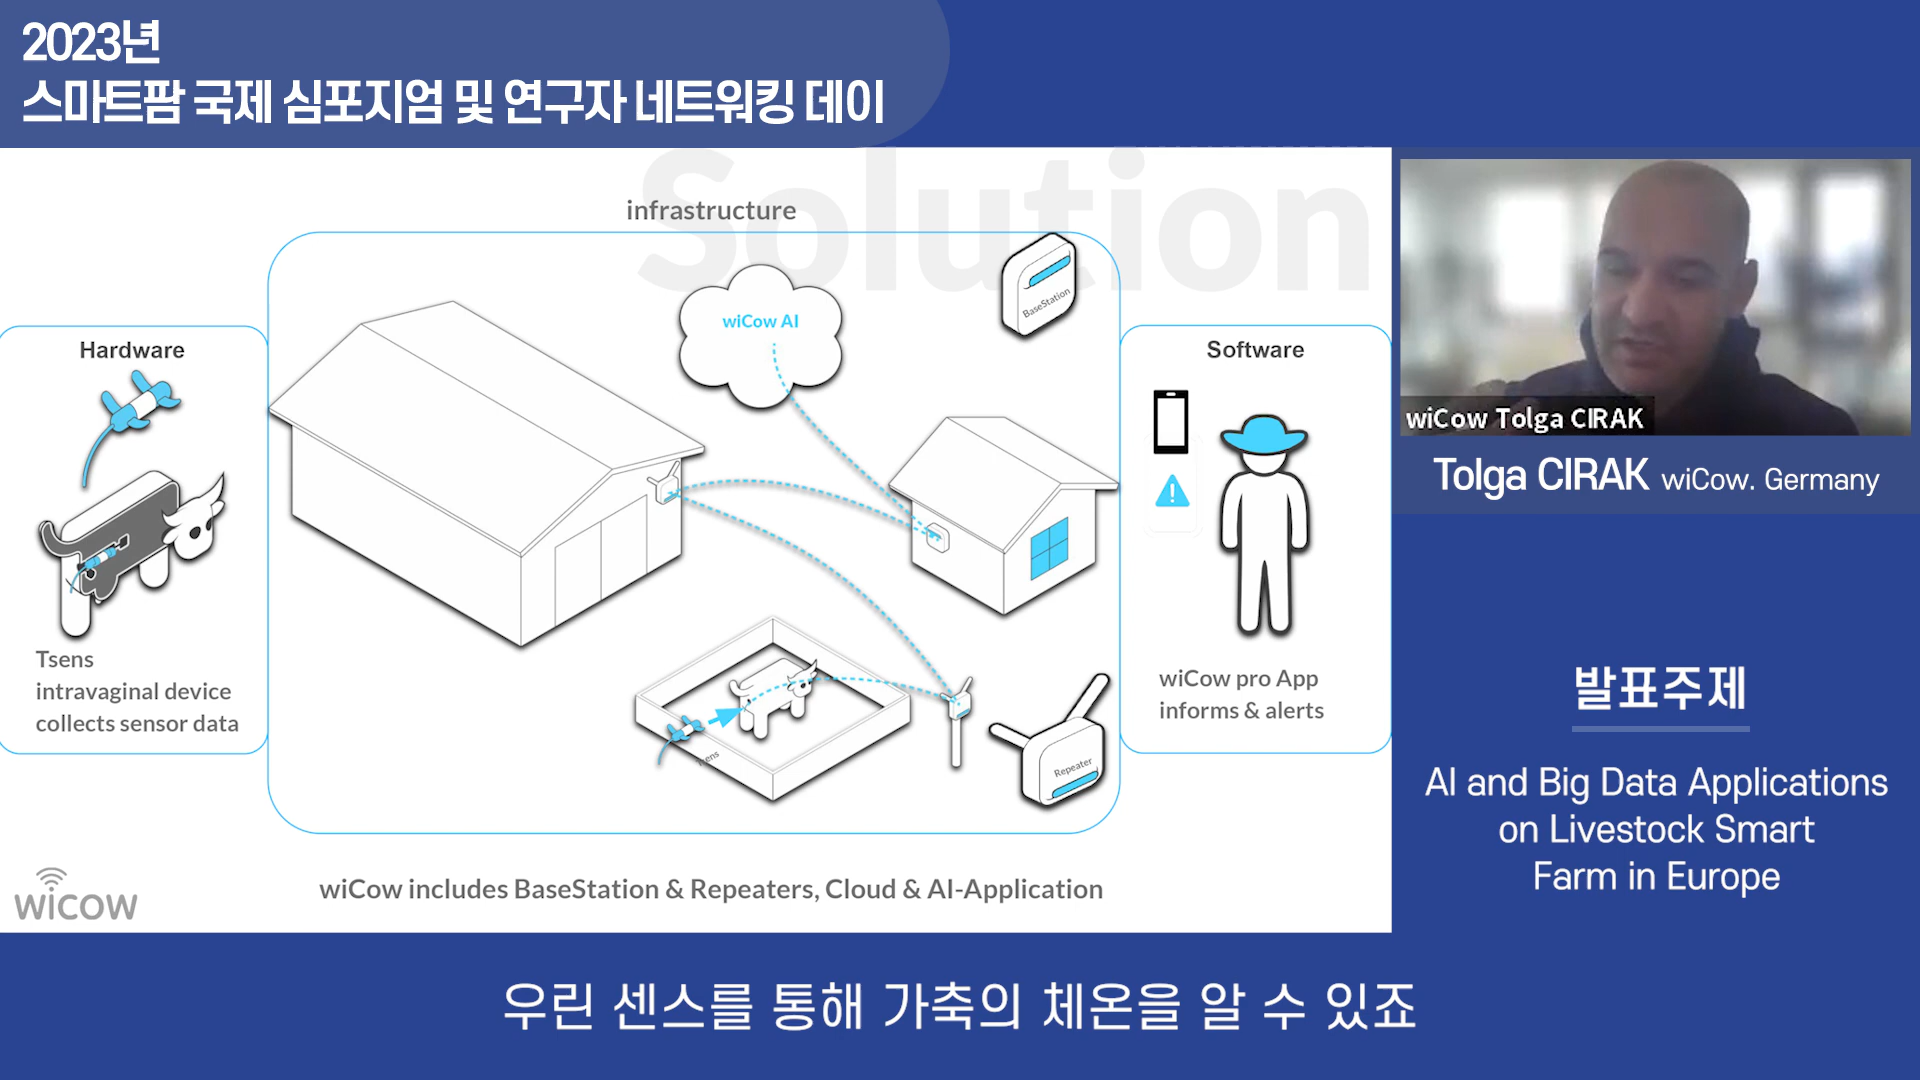 2023년
스마트팜 국제 심포지엄 및 연구자 네트워킹 데이
Solution
infrastructure
BaseStation
wiCow AI
Hardware
Software
Tsens
intravaginal device
collects sensor data
Tsens
Repeater
wiCow pro App
informs & alerts
wicow
wiCow includes BaseStation & Repeaters, Cloud & AI-Application
wiCow Tolga CIRAK
Tolga CIRAK wiCow. Germany
발표주제
AI and Big Data Applications
on Livestock Smart
Farm in Europe
우린 센스를 통해 가축의 체온을 알 수 있죠